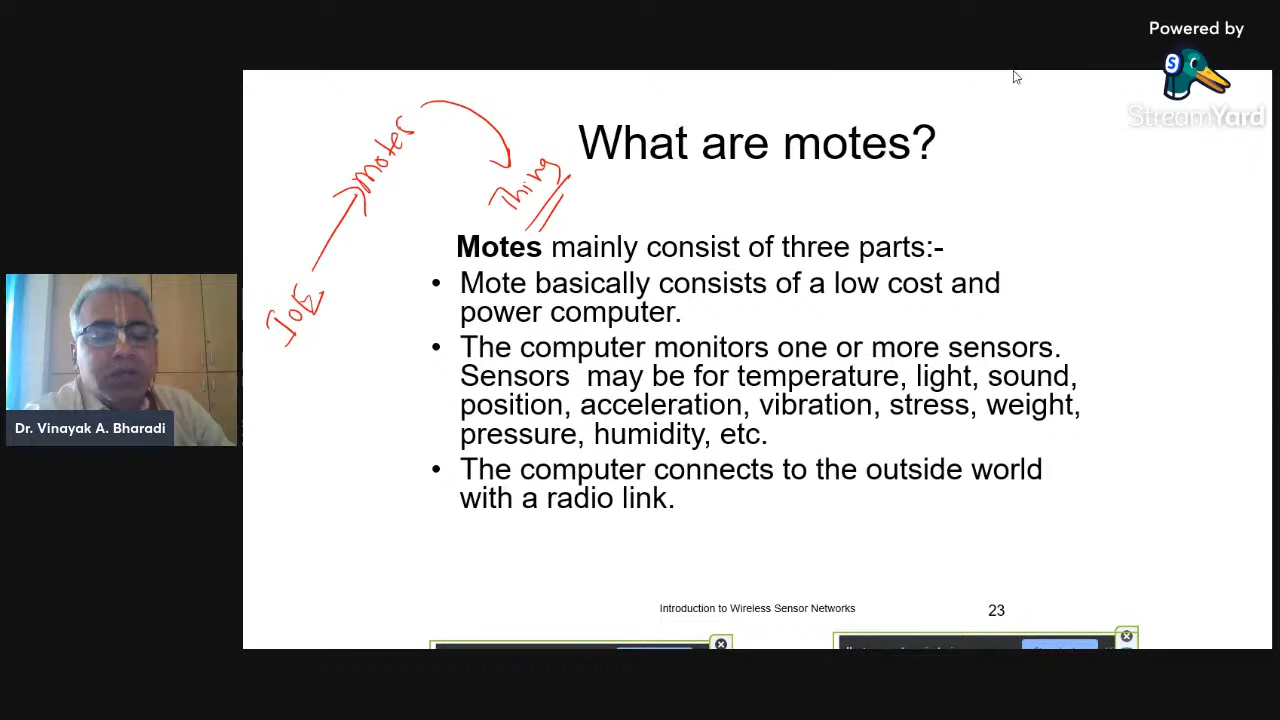 Powered by
StreamYard
What are motes?
Motes
Thing
IoE
Motes mainly consist of three parts:-
• Mote basically consists of a low cost and
power computer.
• The computer monitors one or more sensors.
Sensors may be for temperature, light, sound,
position, acceleration, vibration, stress, weight,
pressure, humidity, etc.
• The computer connects to the outside world
with a radio link.
Dr. Vinayak A. Bharadi
Introduction to Wireless Sensor Networks
23